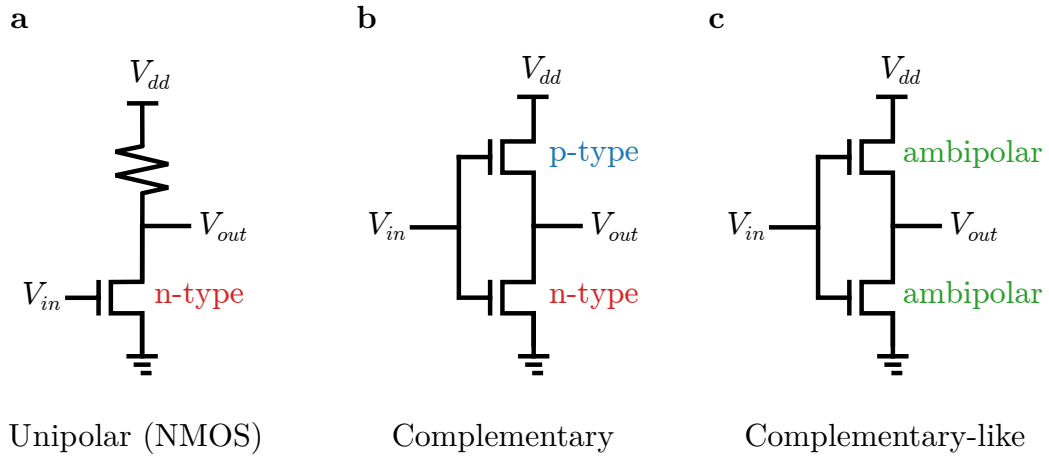 a
V_dd
V_out
V_in
n-type
Unipolar (NMOS)
b
V_dd
p-type
V_in
V_out
n-type
Complementary
c
V_dd
ambipolar
V_in
V_out
ambipolar
Complementary-like